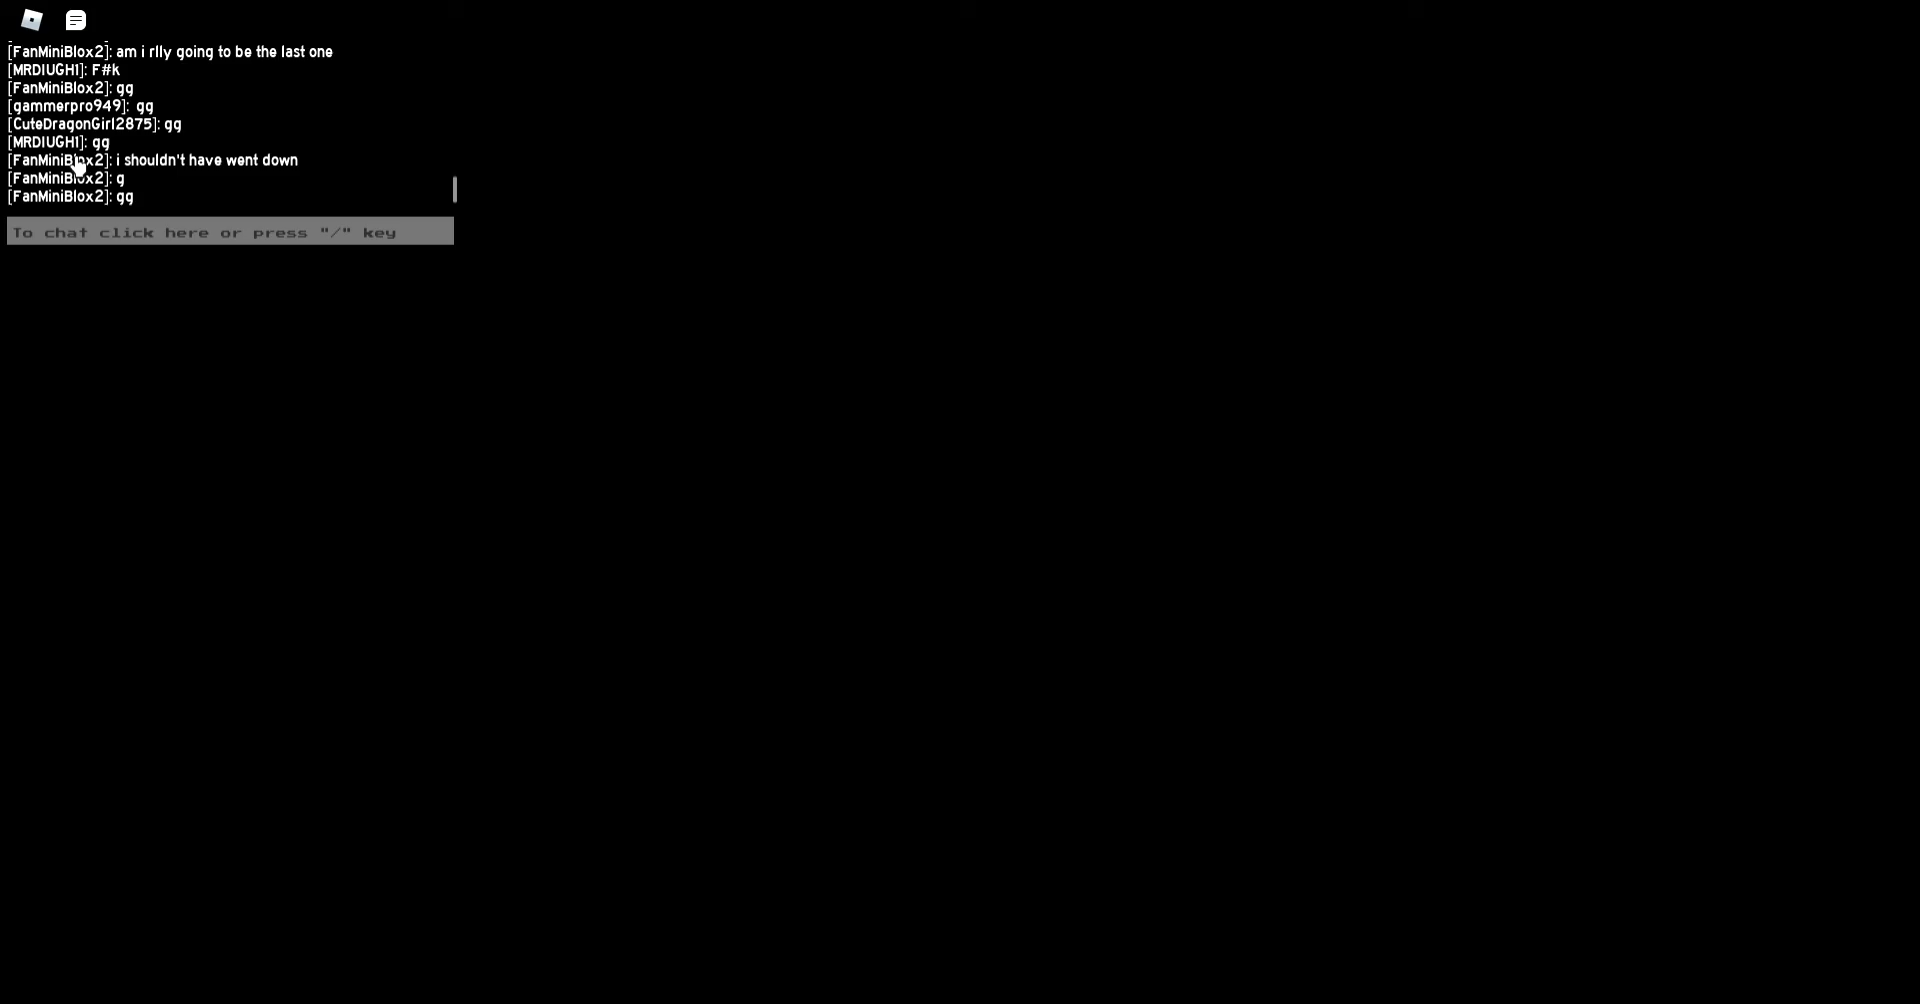 [FanMiniBlox2]: am i rlly going to be the last one
[MRDIUGH1]: F#k
[FanMiniBlox2]: gg
[gammerpro949]: gg
[CuteDragonGirl2875]: gg
[MRDIUGH1]: gg
[FanMiniBlox2]: i shouldn't have went down
[FanMiniBlox2]: g
[FanMiniBlox2]: gg
To chat click here or press "/" key